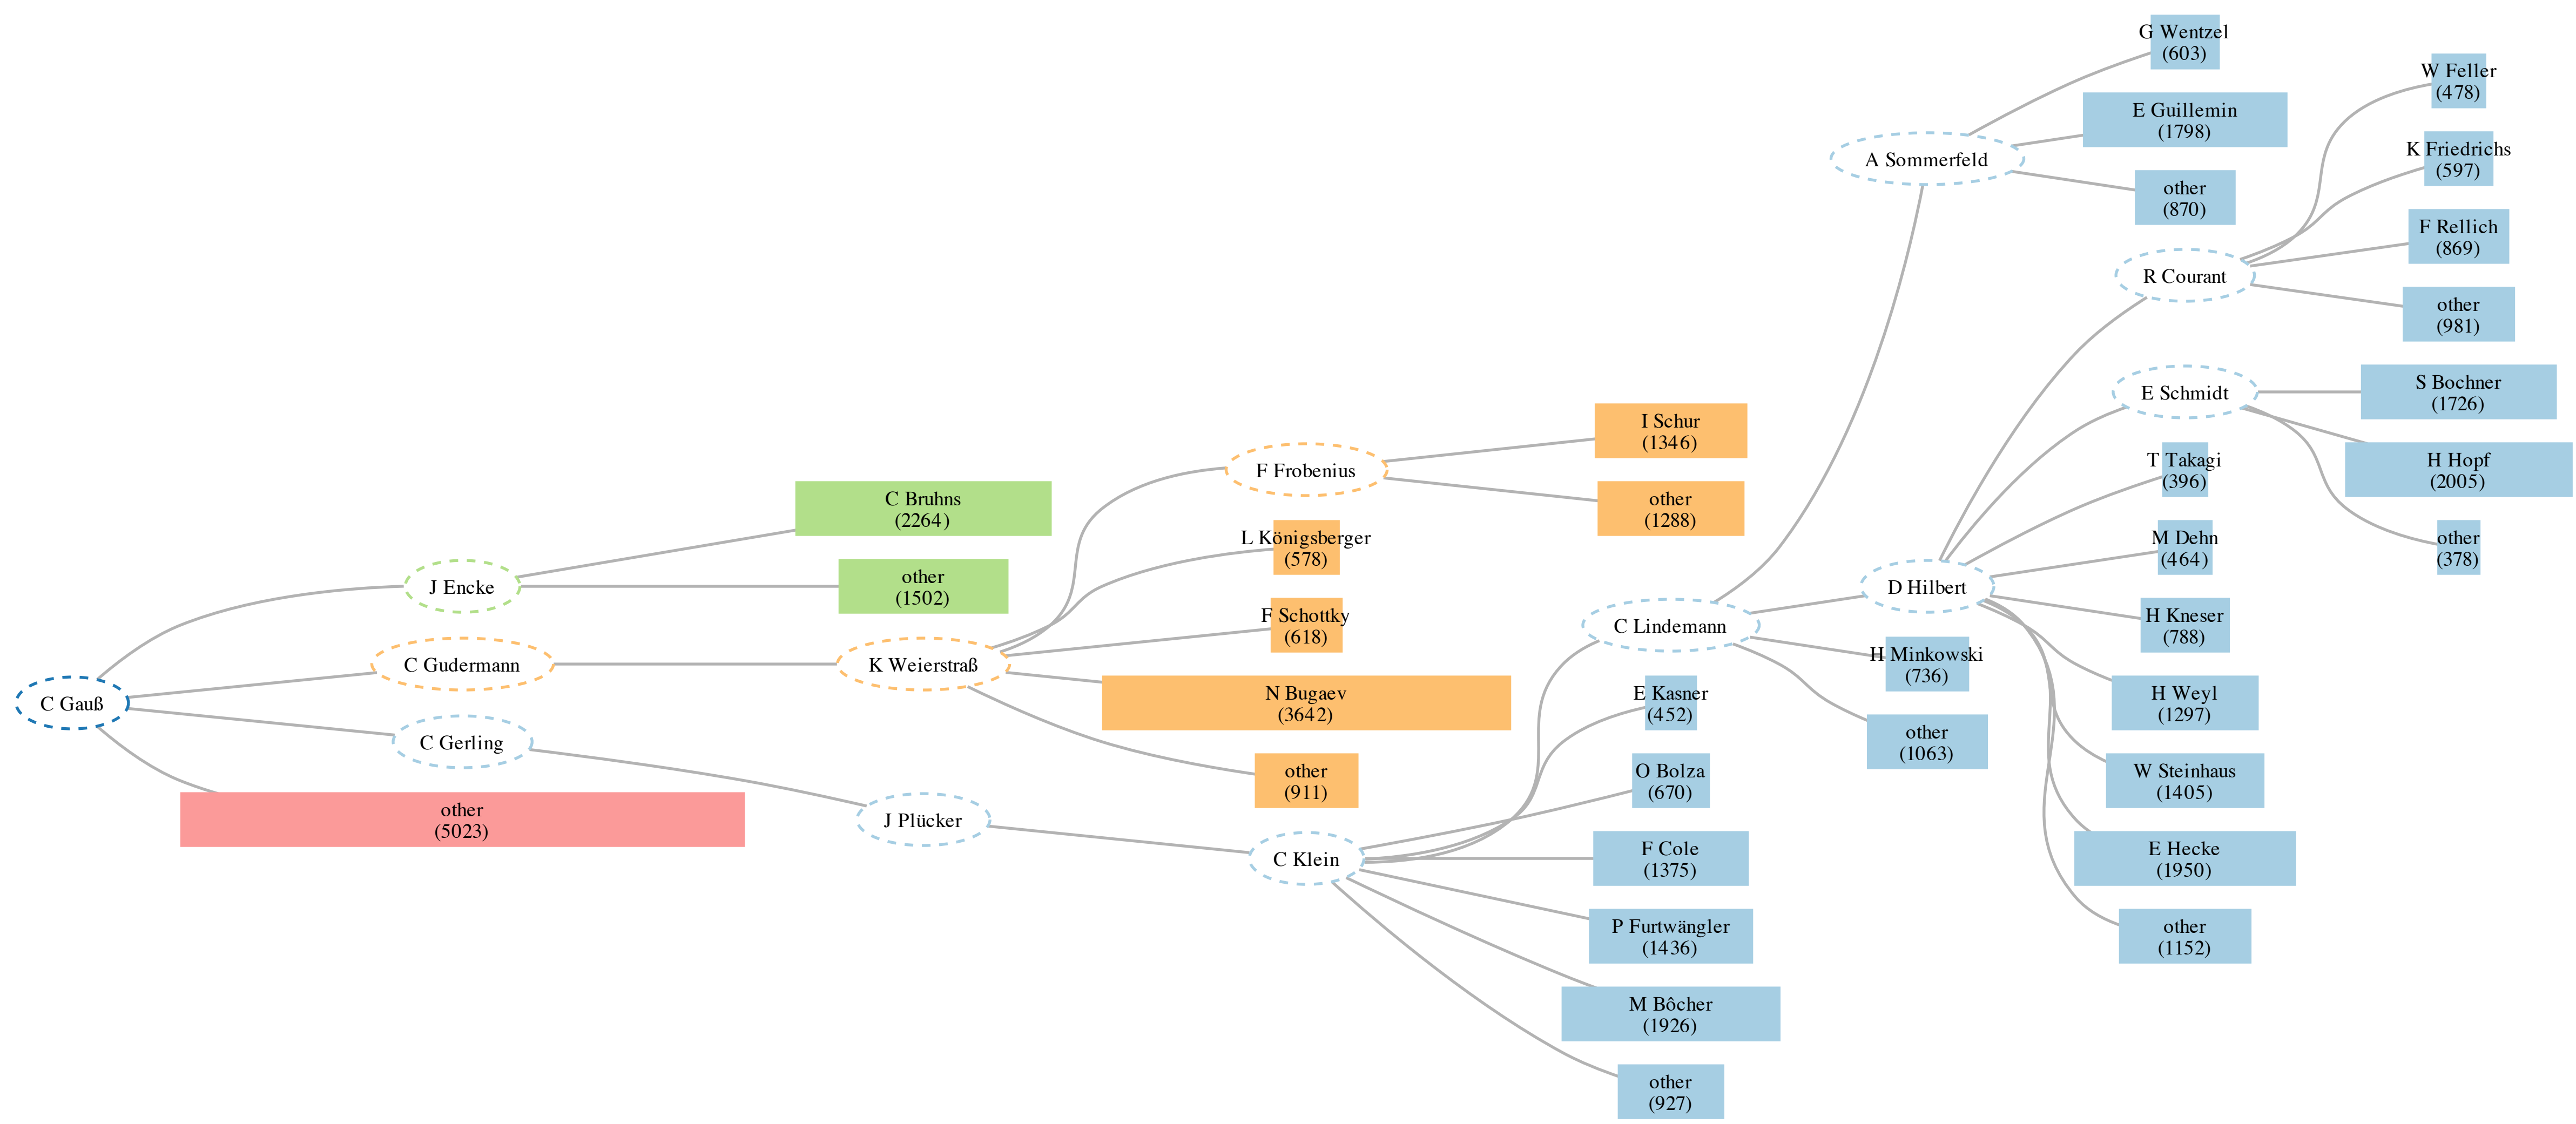 G Wentzel
(603)
W Feller
(478)
E Guillemin
(1798)
K Friedrichs
(597)
A Sommerfeld
other
(870)
F Rellich
(869)
R Courant
other
(981)
E Schmidt
S Bochner
(1726)
I Schur
(1346)
F Frobenius
T Takagi
(396)
H Hopf
(2005)
C Bruhns
(2264)
other
(1288)
L Königsberger
(578)
M Dehn
(464)
other
(378)
J Encke
other
(1502)
D Hilbert
F Schottky
(618)
C Lindemann
H Kneser
(788)
C Gudermann
K Weierstraß
H Minkowski
(736)
C Gauß
N Bugaev
(3642)
E Kasner
(452)
H Weyl
(1297)
C Gerling
other
(1063)
other
(911)
O Bolza
(670)
W Steinhaus
(1405)
other
(5023)
J Plücker
C Klein
F Cole
(1375)
E Hecke
(1950)
P Furtwängler
(1436)
other
(1152)
M Bôcher
(1926)
other
(927)